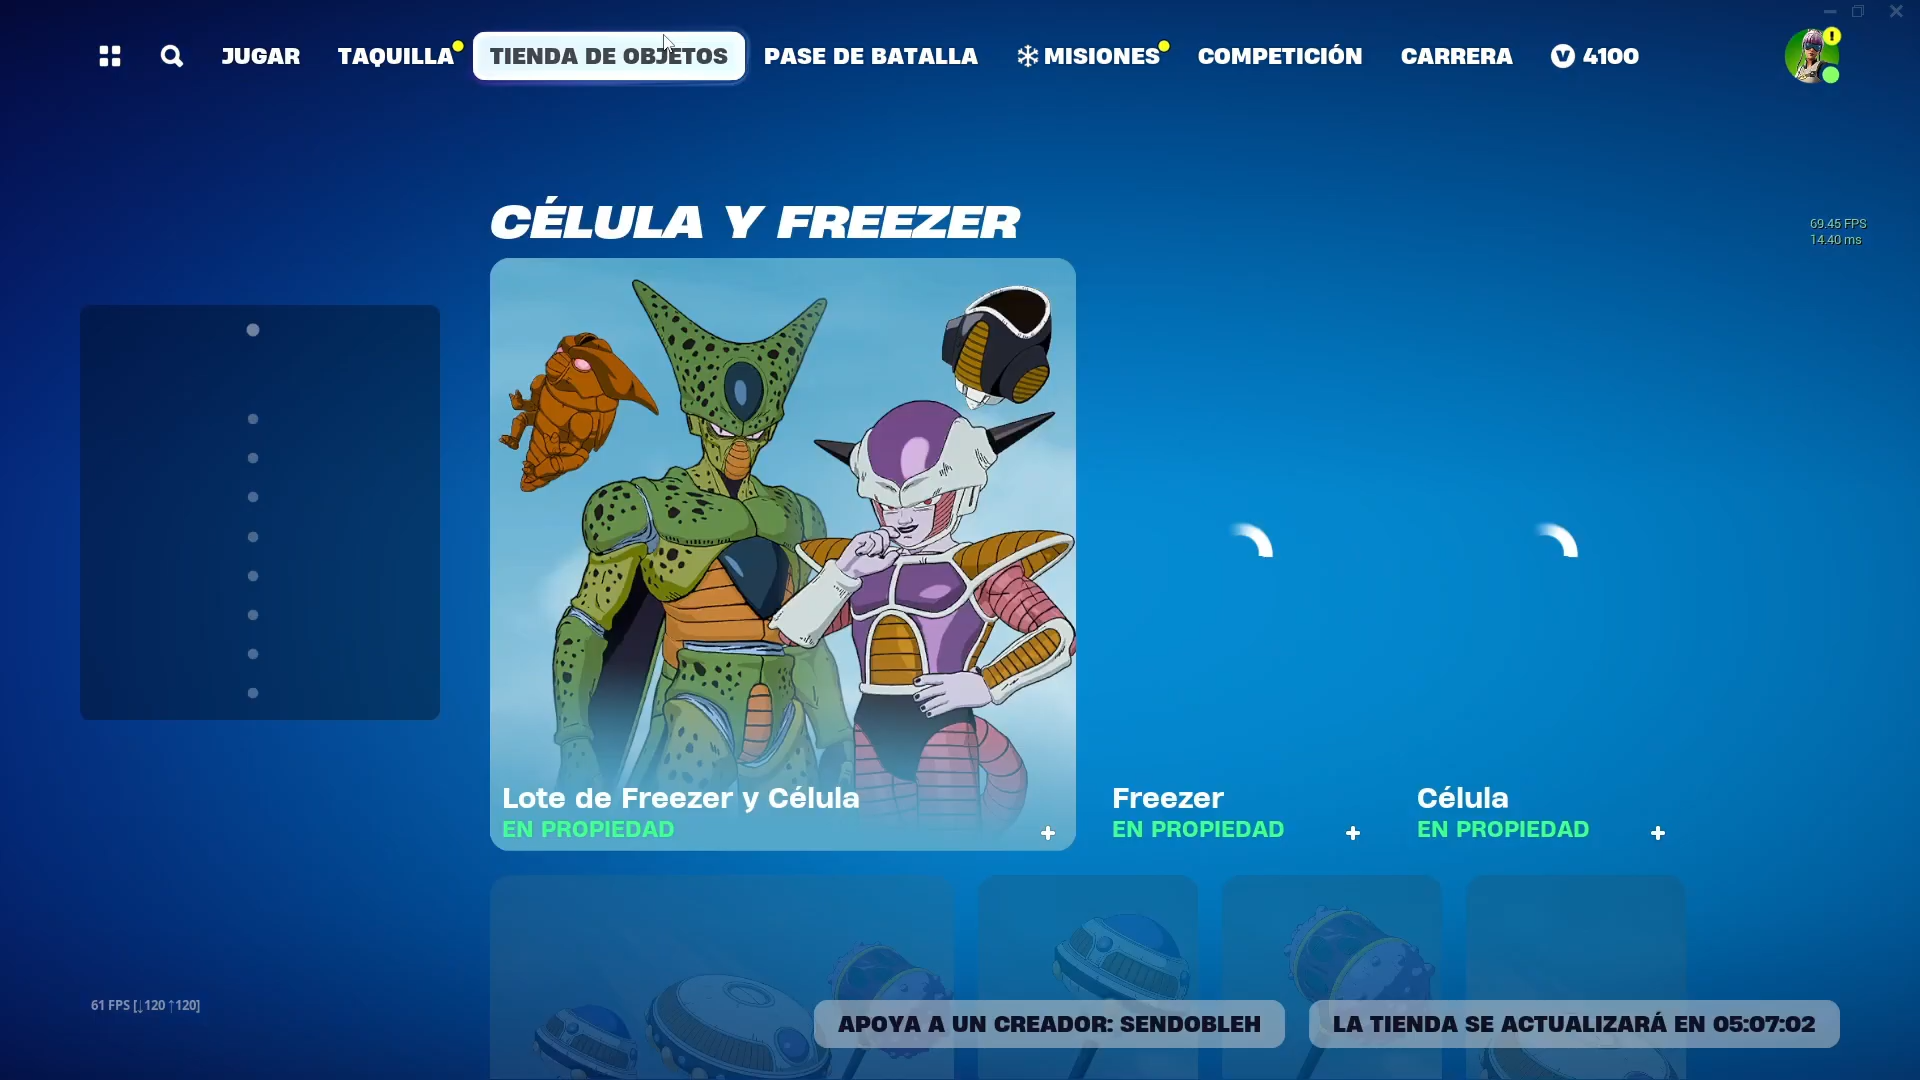 JUGAR TAQUILLA TIENDA DE OBJETOS PASE DE BATALLA MISIONES COMPETICIÓN CARRERA 4100
CÉLULA Y FREEZER
69.45 FPS
14.40 ms
Lote de Freezer y Célula
EN PROPIEDAD
Freezer
EN PROPIEDAD
Célula
EN PROPIEDAD
61 FPS [↓120 ↑120]
APOYA A UN CREADOR: SENDOBLEH
LA TIENDA SE ACTUALIZARÁ EN 05:07:02